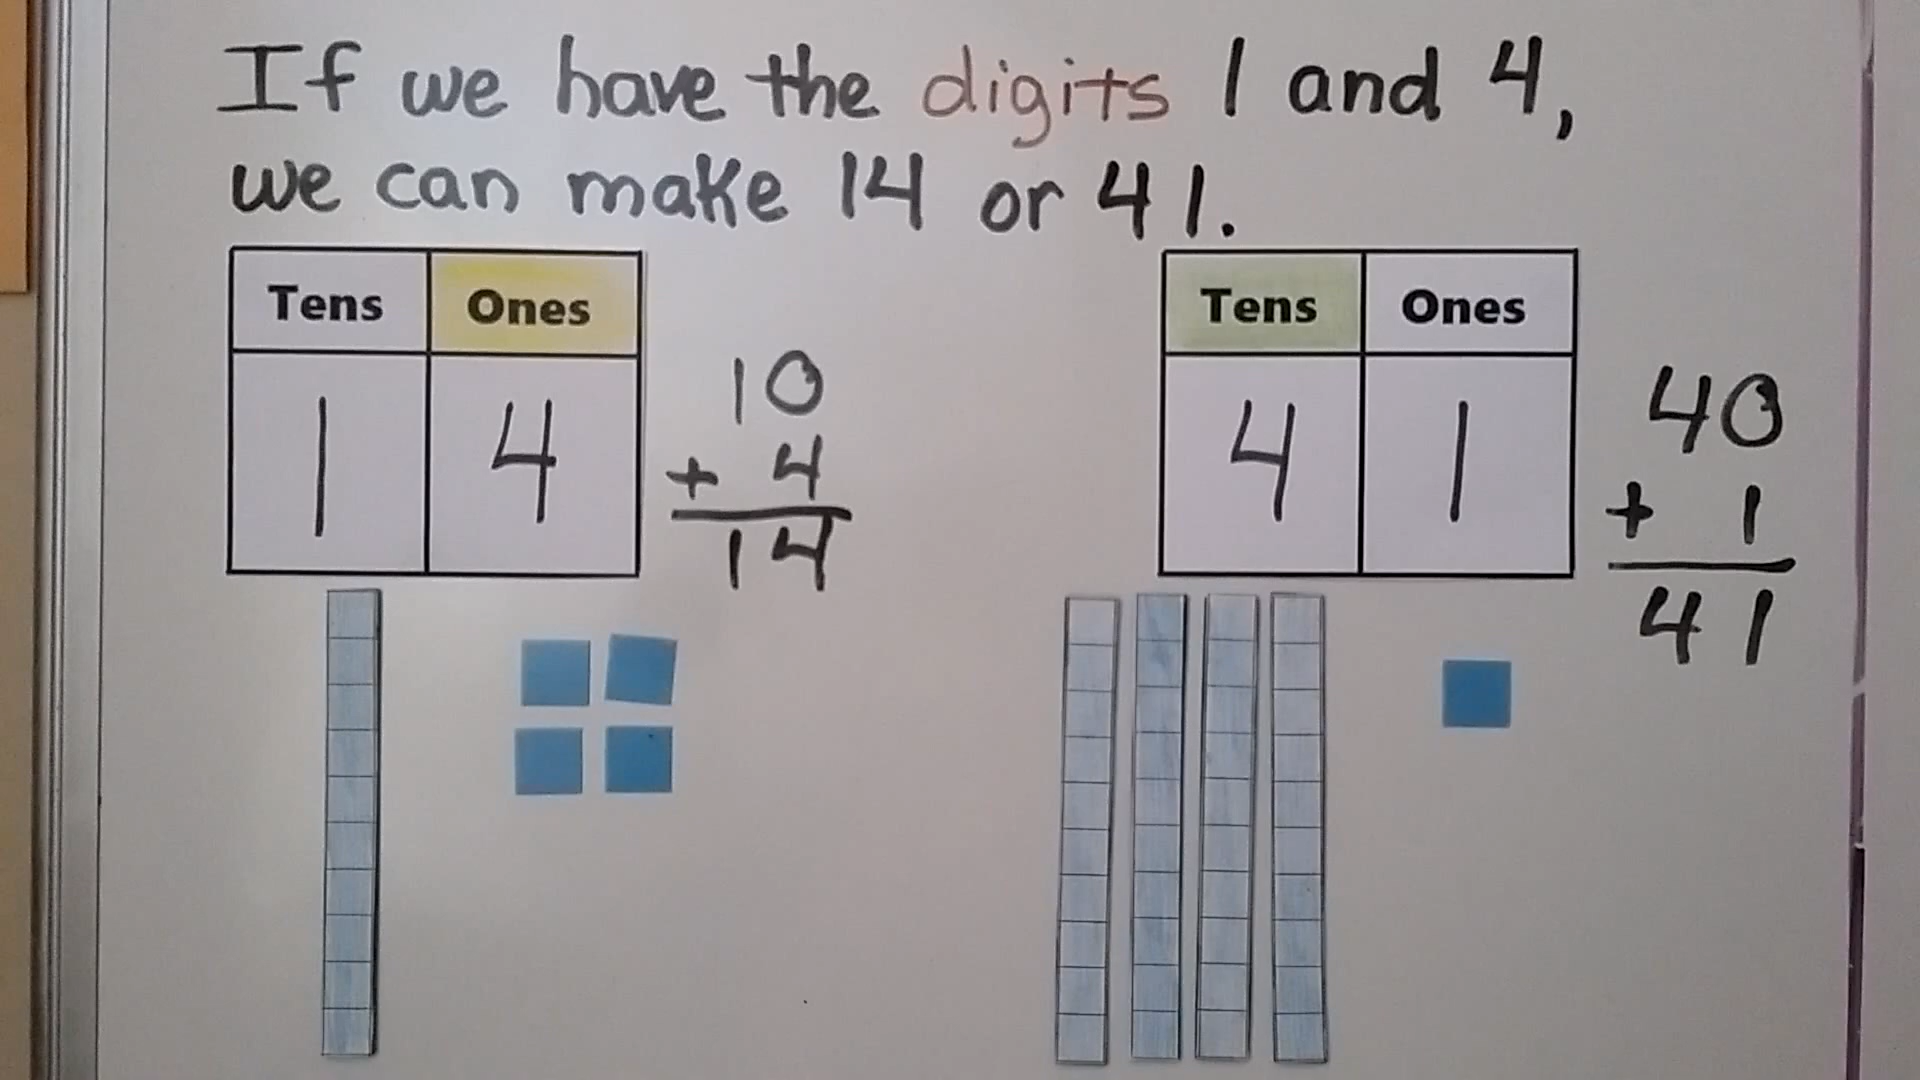 If we have the digits 1 and 4,
we can make 14 or 41.
Tens Ones
1 4
10
+ 4
14
Tens Ones
4 1
40
+ 1
41